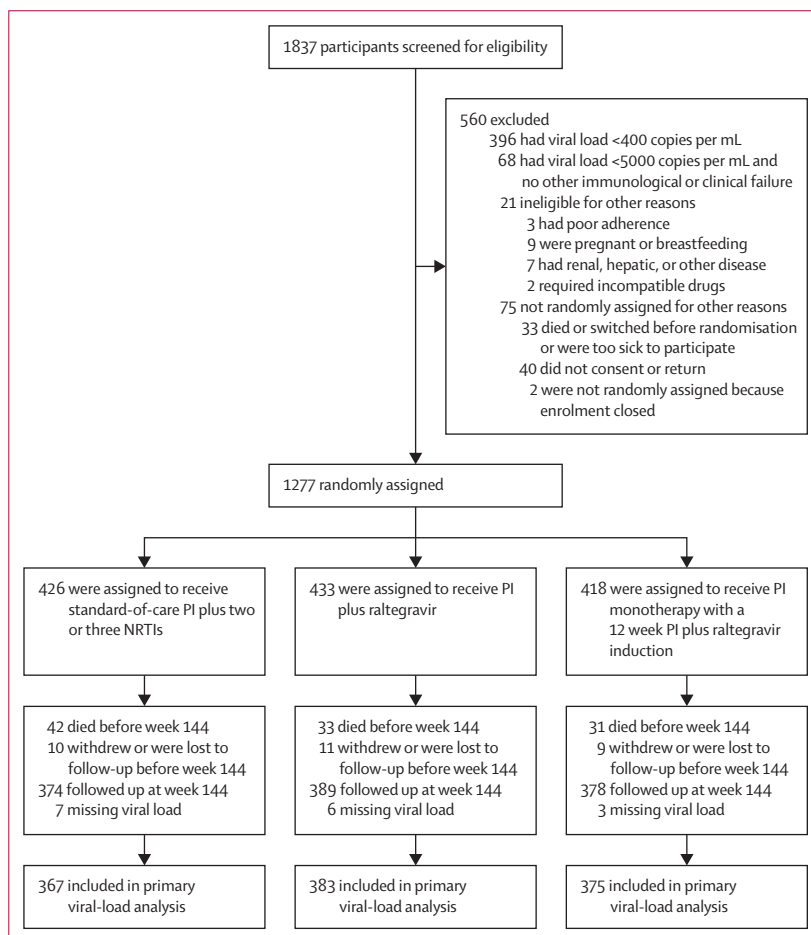 1837 participants screened for eligibility
560 excluded
396 had viral load <400 copies per mL
68 had viral load <5000 copies per mL and
no other immunological or clinical failure
21 ineligible for other reasons
3 had poor adherence
9 were pregnant or breastfeeding
7 had renal, hepatic, or other disease
2 required incompatible drugs
75 not randomly assigned for other reasons
33 died or switched before randomisation
or were too sick to participate
40 did not consent or return
2 were not randomly assigned because
enrolment closed
1277 randomly assigned
426 were assigned to receive
standard-of-care PI plus two
or three NRTIs
433 were assigned to receive PI
plus raltegravir
418 were assigned to receive PI
monotherapy with a
12 week PI plus raltegravir
induction
42 died before week 144
10 withdrew or were lost to
follow-up before week 144
374 followed up at week 144
7 missing viral load
33 died before week 144
11 withdrew or were lost to
follow-up before week 144
389 followed up at week 144
6 missing viral load
31 died before week 144
9 withdrew or were lost to
follow-up before week 144
378 followed up at week 144
3 missing viral load
367 included in primary
viral-load analysis
383 included in primary
viral-load analysis
375 included in primary
viral-load analysis